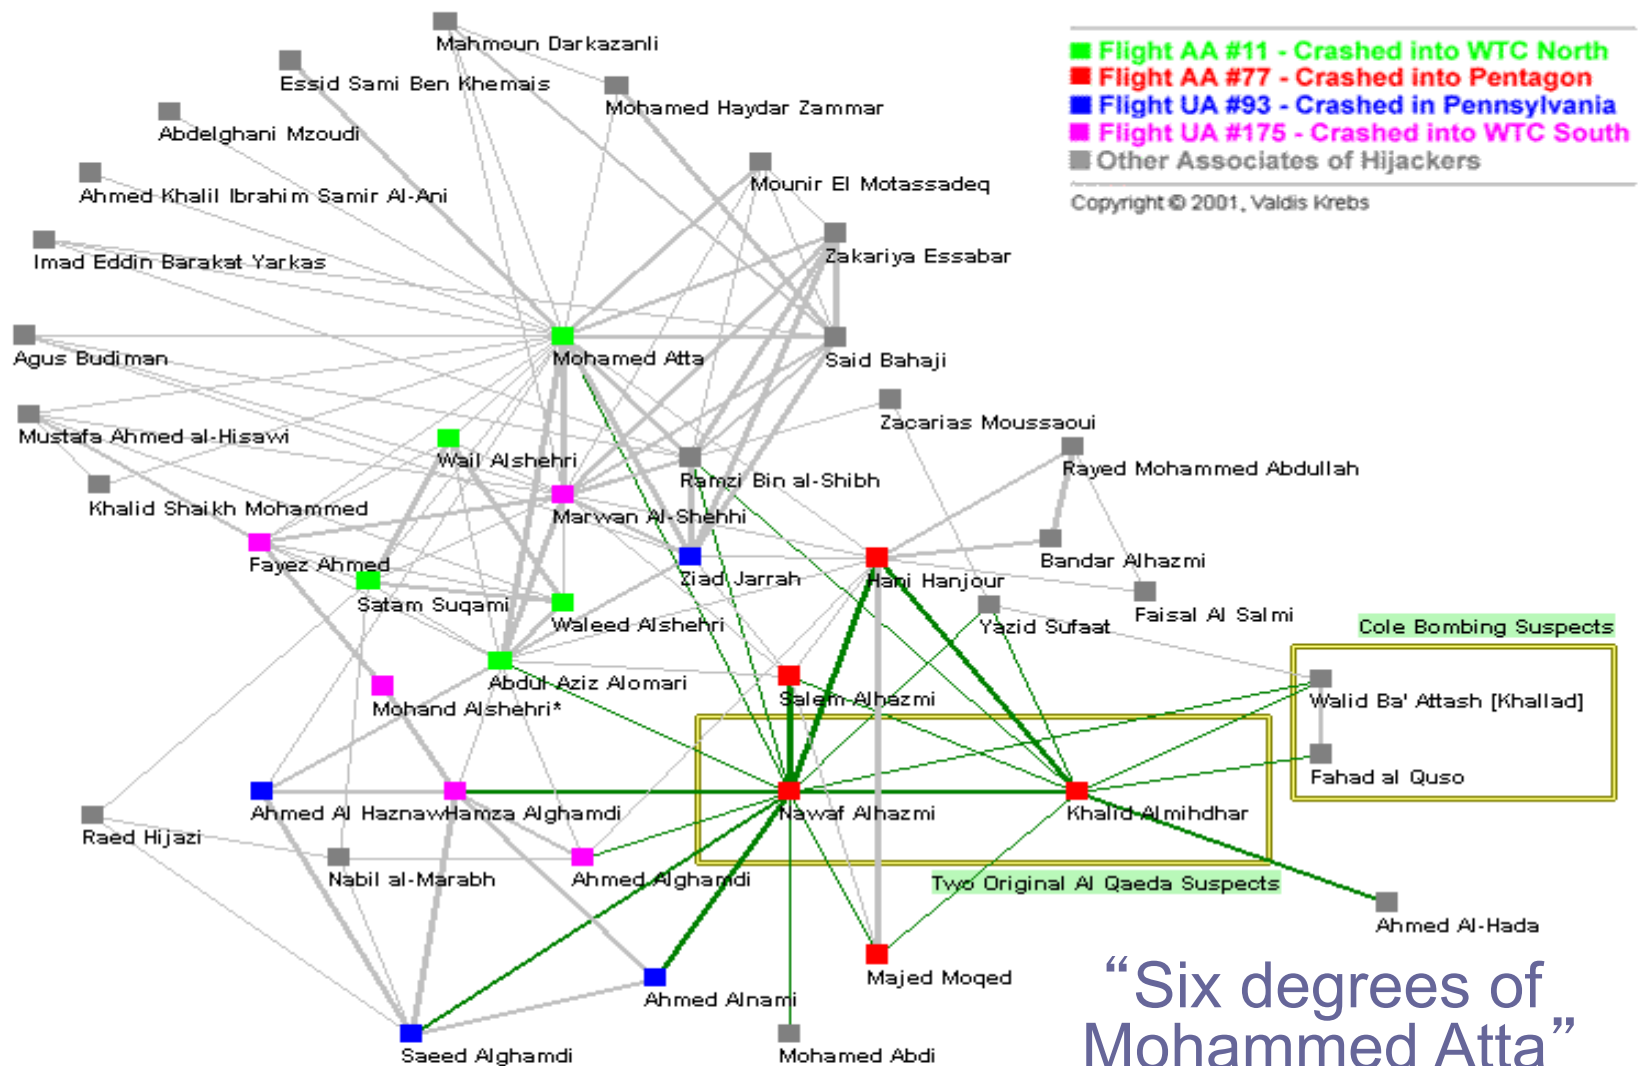 Mahmoun Darkazanli
Flight AA #11 - Crashed into WTC North
Flight AA #77 - Crashed into Pentagon
Flight UA #93 - Crashed in Pennsylvania
Flight UA #175 - Crashed into WTC South
Other Associates of Hijackers
Copyright © 2001, Valdis Krebs
Essid Sami Ben Khemais
Mohamed Haydar Zammar
Abdelghani Mzoudi
Mounir El Motassadeq
Ahmed Khalil Ibrahim Samir Al-Ani
Imad Eddin Barakat Yarkas
Zakariya Essabar
Agus Budiman
Mohamed Atta
Said Bahaji
Zacarias Moussaoui
Mustafa Ahmed al-Hisawi
Wail Alshehri
Rayed Mohammed Abdullah
Ramzi Bin al-Shibh
Khalid Shaikh Mohammed
Marwan Al-Shehhi
Fayez Ahmed
Bandar Alhazmi
Ziad Jarrah
Hani Hanjour
Satam Suqami
Faisal Al Salmi
Waleed Alshehri
Yazid Sufaat
Cole Bombing Suspects
Abdul Aziz Alomari
Salem Alhazmi
Walid Ba' Attash [Khallad]
Mohand Alshehri*
Fahad al Quso
Ahmed Al Haznaw
Hamza Alghamdi
Nawaf Alhazmi
Khalid Almihdhar
Raed Hijazi
Nabil al-Marabh
Ahmed Alghamdi
Two Original Al Qaeda Suspects
Ahmed Al-Hada
Majed Moqed
Ahmed Alnami
Saeed Alghamdi
Mohamed Abdi
“Six degrees of
Mohammed Atta”